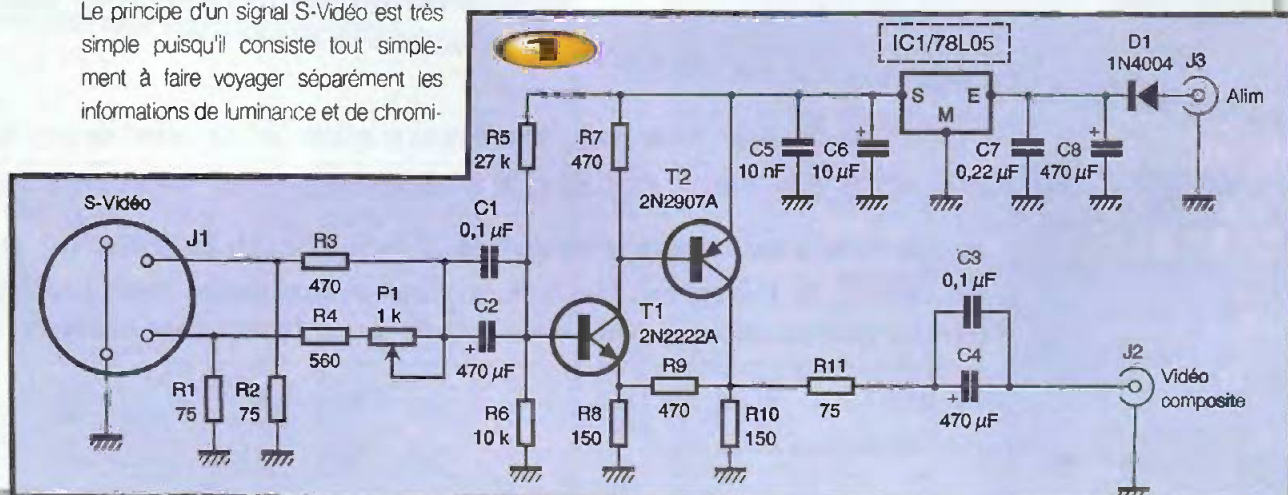 Le principe d'un signal S-Vidéo est très
simple puisqu'il consiste tout simple-
ment à faire voyager séparément les
informations de luminance et de chromi-
1
IC1/78L05
S
E
M
D1
1N4004
J3
Alim
R5
27 k
R7
470
C5
10 nF
C6
+
10 µF
C7
0,22 µF
C8
+
470 µF
T2
2N2907A
S-Vidéo
J1
R3
470
C1
0,1 µF
P1
1 k
R4
560
C2
+
470 µF
T1
2N2222A
R1
75
R2
75
R6
10 k
R8
150
R9
470
R10
150
R11
75
C3
0,1 µF
C4
+
470 µF
J2
Vidéo
composite